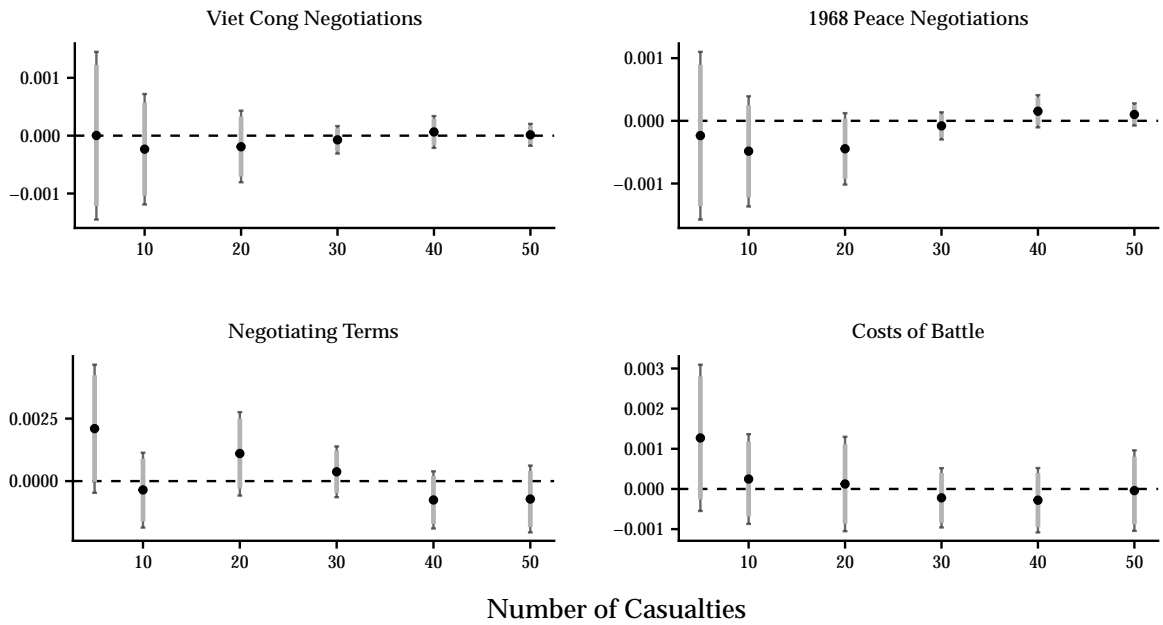 Viet Cong Negotiations
0.001
0.000
−0.001
10 20 30 40 50
1968 Peace Negotiations
0.001
0.000
−0.001
10 20 30 40 50
Negotiating Terms
0.0025
0.0000
10 20 30 40 50
Costs of Battle
0.003
0.002
0.001
0.000
−0.001
10 20 30 40 50
Number of Casualties